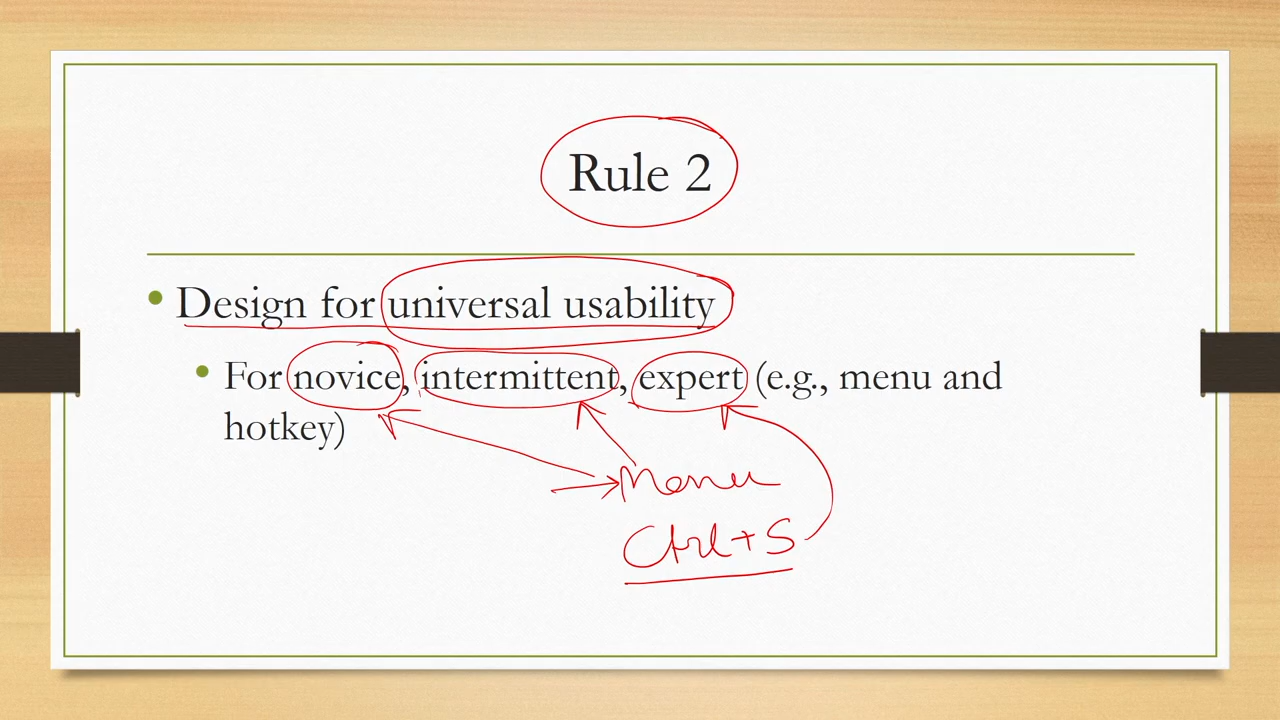 Rule 2
• Design for universal usability
• For novice, intermittent, expert (e.g., menu and
hotkey)
Menu
Ctrl+S